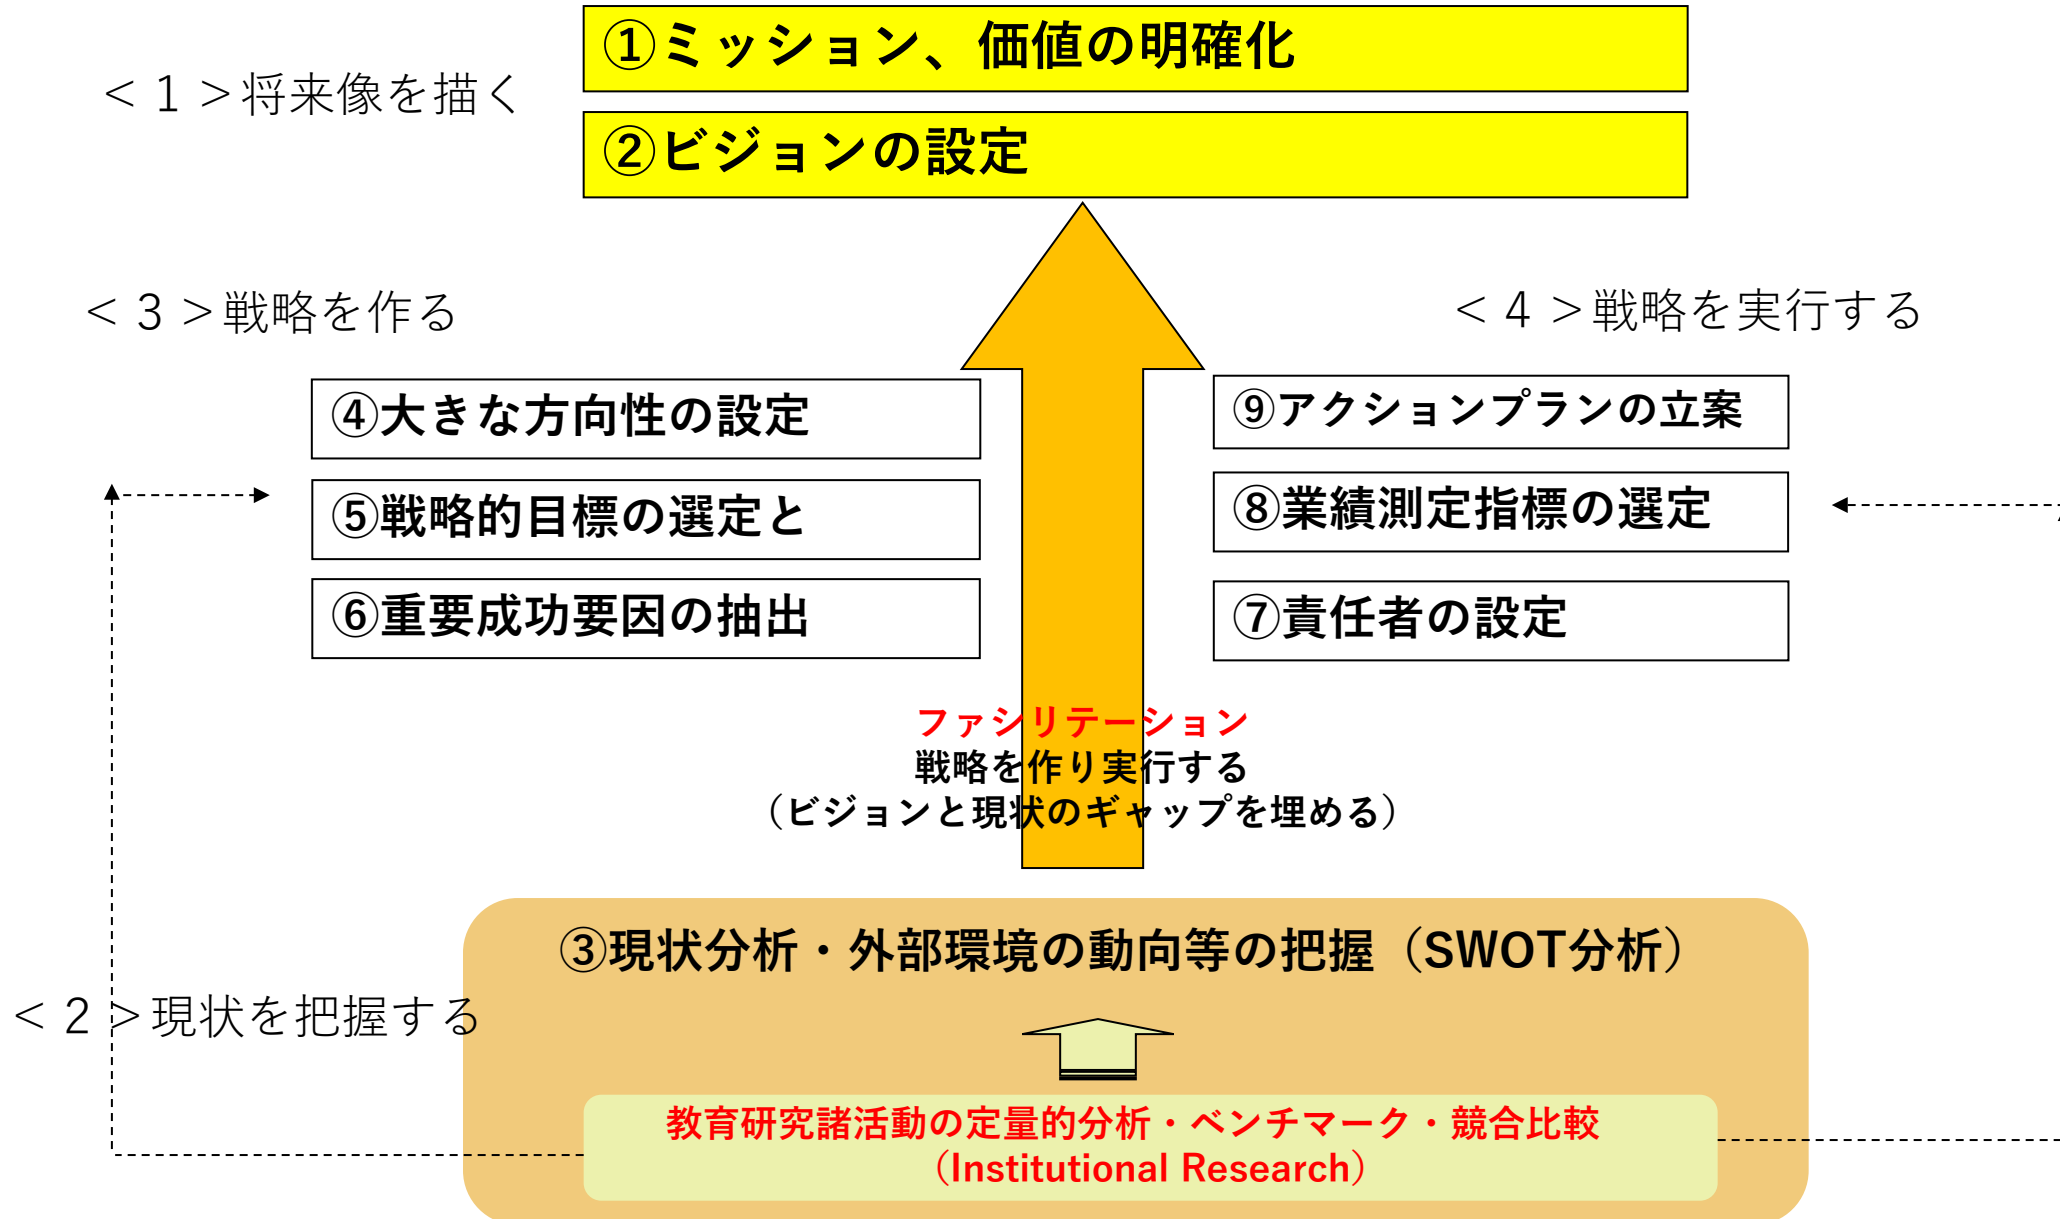 ①ミッション、価値の明確化
＜１＞将来像を描く
②ビジョンの設定
＜３＞戦略を作る
＜４＞戦略を実行する
④大きな方向性の設定
⑤戦略的目標の選定と
⑥重要成功要因の抽出
⑨アクションプランの立案
⑧業績測定指標の選定
⑦責任者の設定
ファシリテーション
戦略を作り実行する
（ビジョンと現状のギャップを埋める）
③現状分析・外部環境の動向等の把握（SWOT分析）
＜２＞現状を把握する
教育研究諸活動の定量的分析・ベンチマーク・競合比較
（Institutional Research）